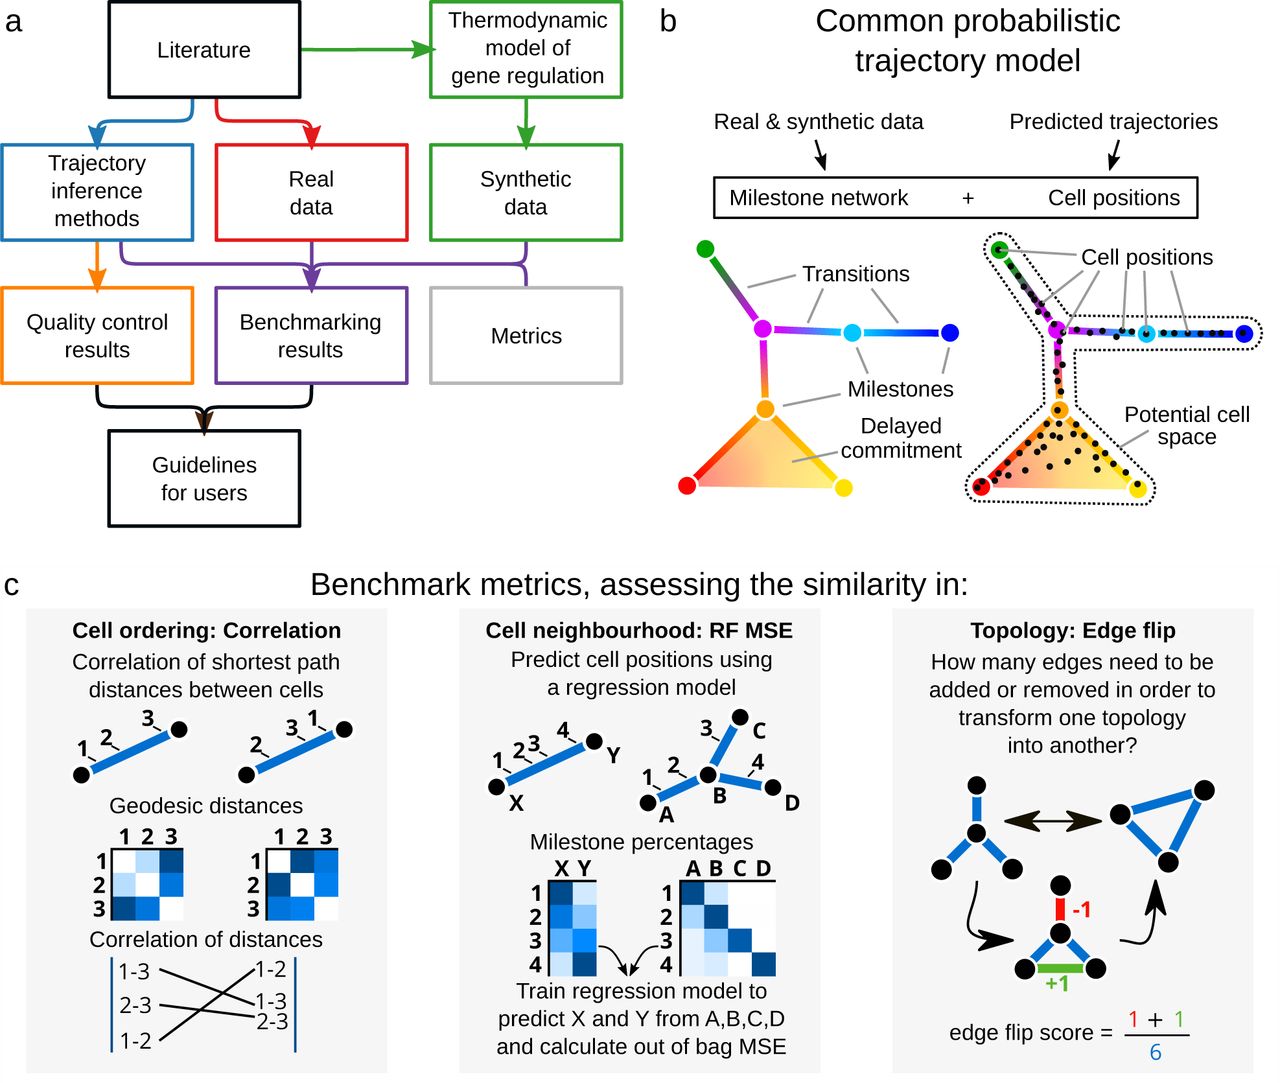 a
Literature
Thermodynamic
model of
gene regulation
Trajectory
inference
methods
Real
data
Synthetic
data
Quality control
results
Benchmarking
results
Metrics
Guidelines
for users
b
Common probabilistic
trajectory model
Real & synthetic data
Predicted trajectories
Milestone network + Cell positions
Transitions
Milestones
Delayed
commitment
Cell positions
Potential cell
space
c
Benchmark metrics, assessing the similarity in:
Cell ordering: Correlation
Correlation of shortest path
distances between cells
1 2 3
2 3 1
Geodesic distances
1 2 3
1
2
3
1 2 3
1
2
3
Correlation of distances
1-3
2-3
1-2
1-2
1-3
2-3
Cell neighbourhood: RF MSE
Predict cell positions using
a regression model
1 2 3 4
X Y
1 2 3 4
A B C D
Milestone percentages
X Y
1
2
3
4
A B C D
1
2
3
4
Train regression model to
predict X and Y from A,B,C,D
and calculate out of bag MSE
Topology: Edge flip
How many edges need to be
added or removed in order to
transform one topology
into another?
-1
+1
edge flip score = 1 + 1
6